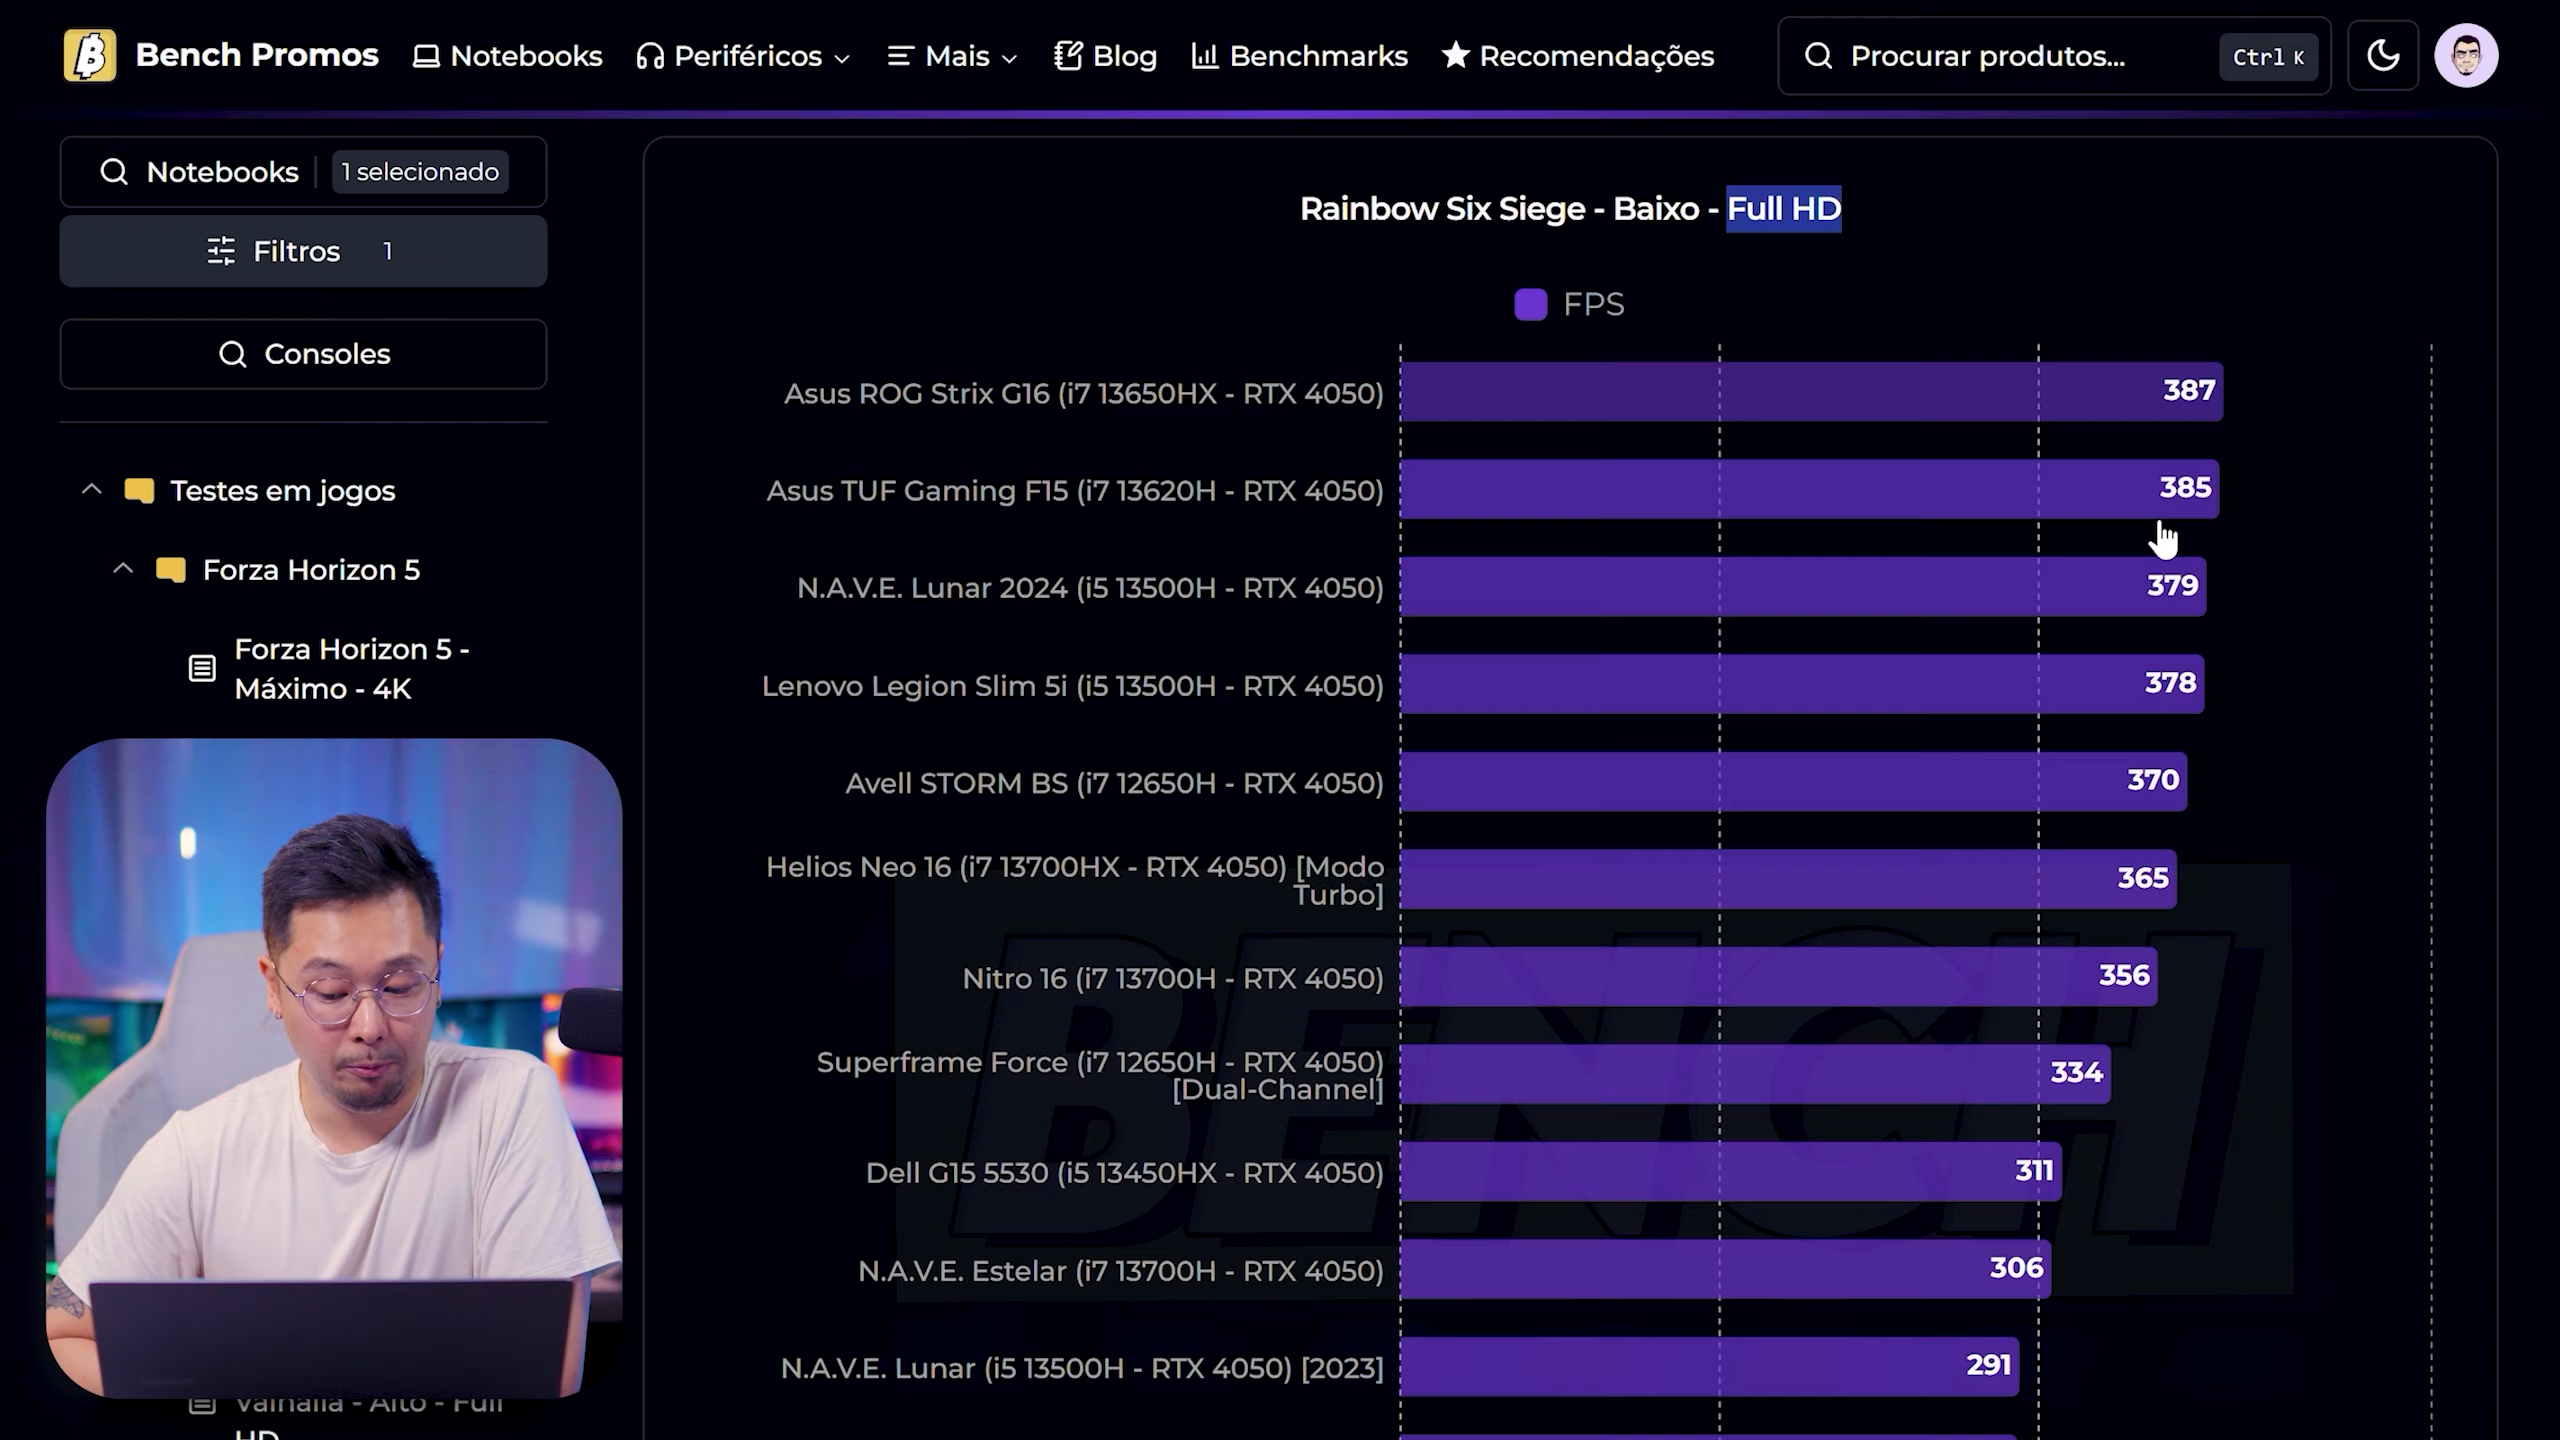 Bench Promos Notebooks Periféricos Mais Blog Benchmarks Recomendações Procurar produtos... Ctrl K
Notebooks 1 selecionado
Filtros 1
Consoles
Testes em jogos
Forza Horizon 5
Forza Horizon 5 -
Máximo - 4K
Valhalla - Alto - Full
HD
Rainbow Six Siege - Baixo - Full HD
FPS
Asus ROG Strix G16 (i7 13650HX - RTX 4050) 387
Asus TUF Gaming F15 (i7 13620H - RTX 4050) 385
N.A.V.E. Lunar 2024 (i5 13500H - RTX 4050) 379
Lenovo Legion Slim 5i (i5 13500H - RTX 4050) 378
Avell STORM BS (i7 12650H - RTX 4050) 370
Helios Neo 16 (i7 13700HX - RTX 4050) [Modo
Turbo] 365
Nitro 16 (i7 13700H - RTX 4050) 356
Superframe Force (i7 12650H - RTX 4050)
[Dual-Channel] 334
Dell G15 5530 (i5 13450HX - RTX 4050) 311
N.A.V.E. Estelar (i7 13700H - RTX 4050) 306
N.A.V.E. Lunar (i5 13500H - RTX 4050) [2023] 291
BENCH